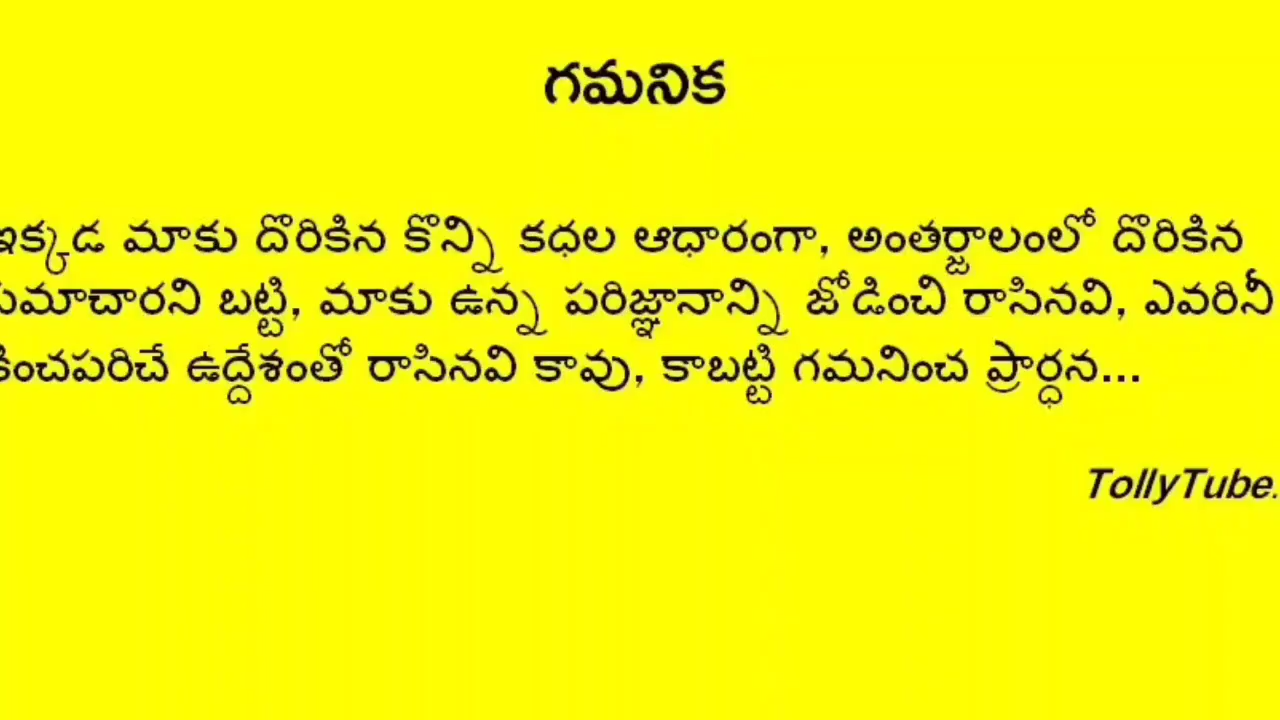 గమనిక
ఇక్కడ మాకు దొరికిన కొన్ని కధల ఆధారంగా, అంతర్జాలంలో దొరికిన
సమాచారని బట్టి, మాకు ఉన్న పరిజ్ఞానాన్ని జోడించి రాసినవి, ఎవరినీ
కించపరిచే ఉద్దేశంతో రాసినవి కావు, కాబట్టి గమనించ ప్రార్ధన...
TollyTube.